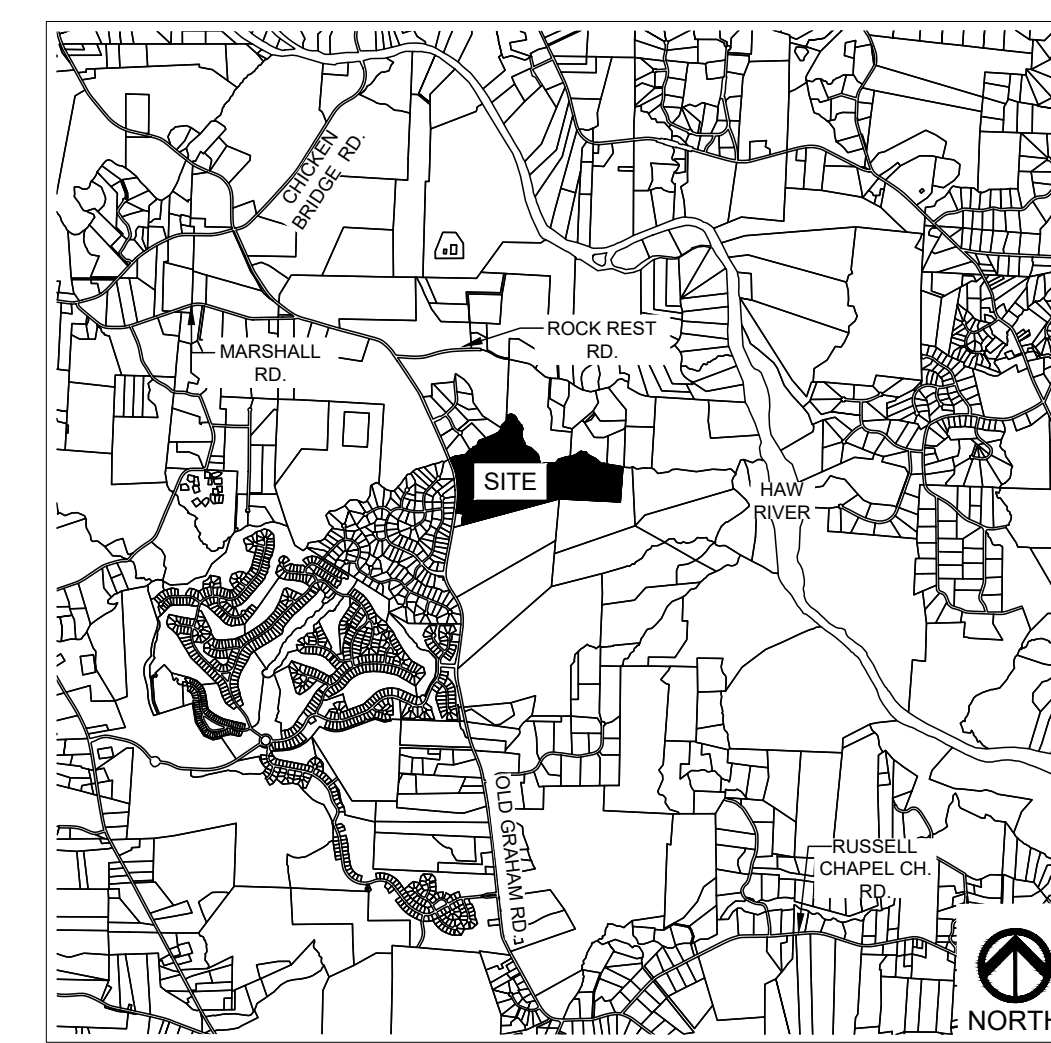 CHICKEN
BRIDGE RD.
ROCK REST
RD.
MARSHALL
RD.
SITE
HAW
RIVER
OLD GRAHAM RD.
RUSSELL
CHAPEL CH.
RD.
NORTH